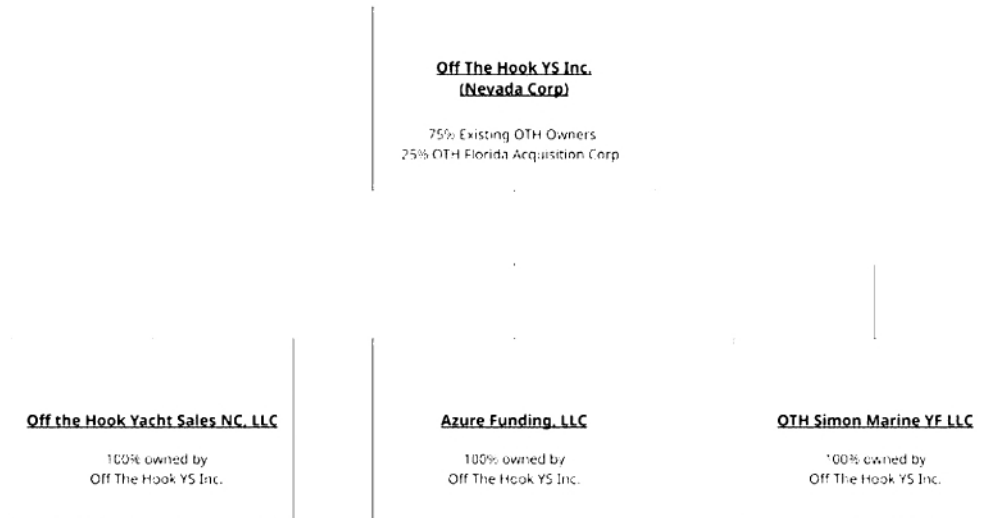 Off The Hook YS Inc.
(Nevada Corp)
75% Existing OTH Owners
25% OTH Florida Acquisition Corp
Off the Hook Yacht Sales NC, LLC
100% owned by
Off The Hook YS Inc.
Azure Funding, LLC
100% owned by
Off The Hook YS Inc.
OTH Simon Marine YF LLC
100% owned by
Off The Hook YS Inc.